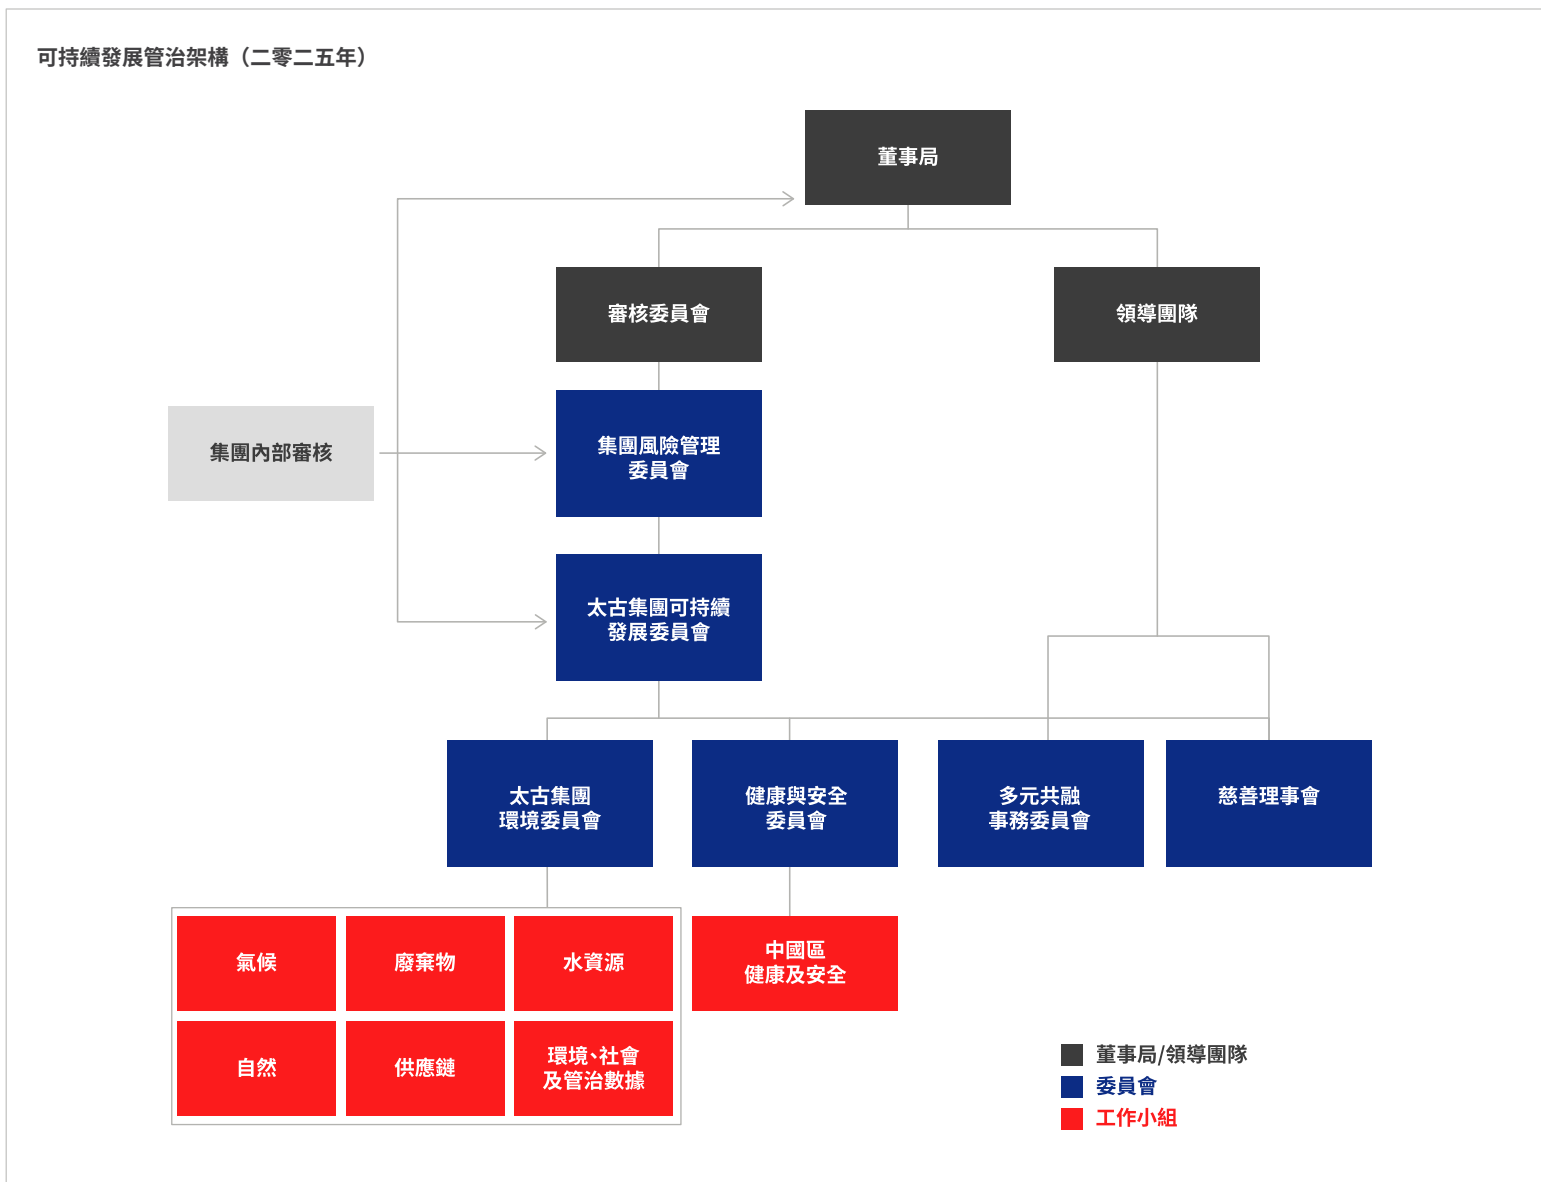 可持續發展管治架構（二零二五年）
董事局
審核委員會
領導團隊
集團內部審核
集團風險管理
委員會
太古集團可持續
發展委員會
太古集團
環境委員會
健康與安全
委員會
多元共融
事務委員會
慈善理事會
氣候
廢棄物
水資源
中國區
健康及安全
自然
供應鏈
環境、社會
及管治數據
董事局/領導團隊
委員會
工作小組